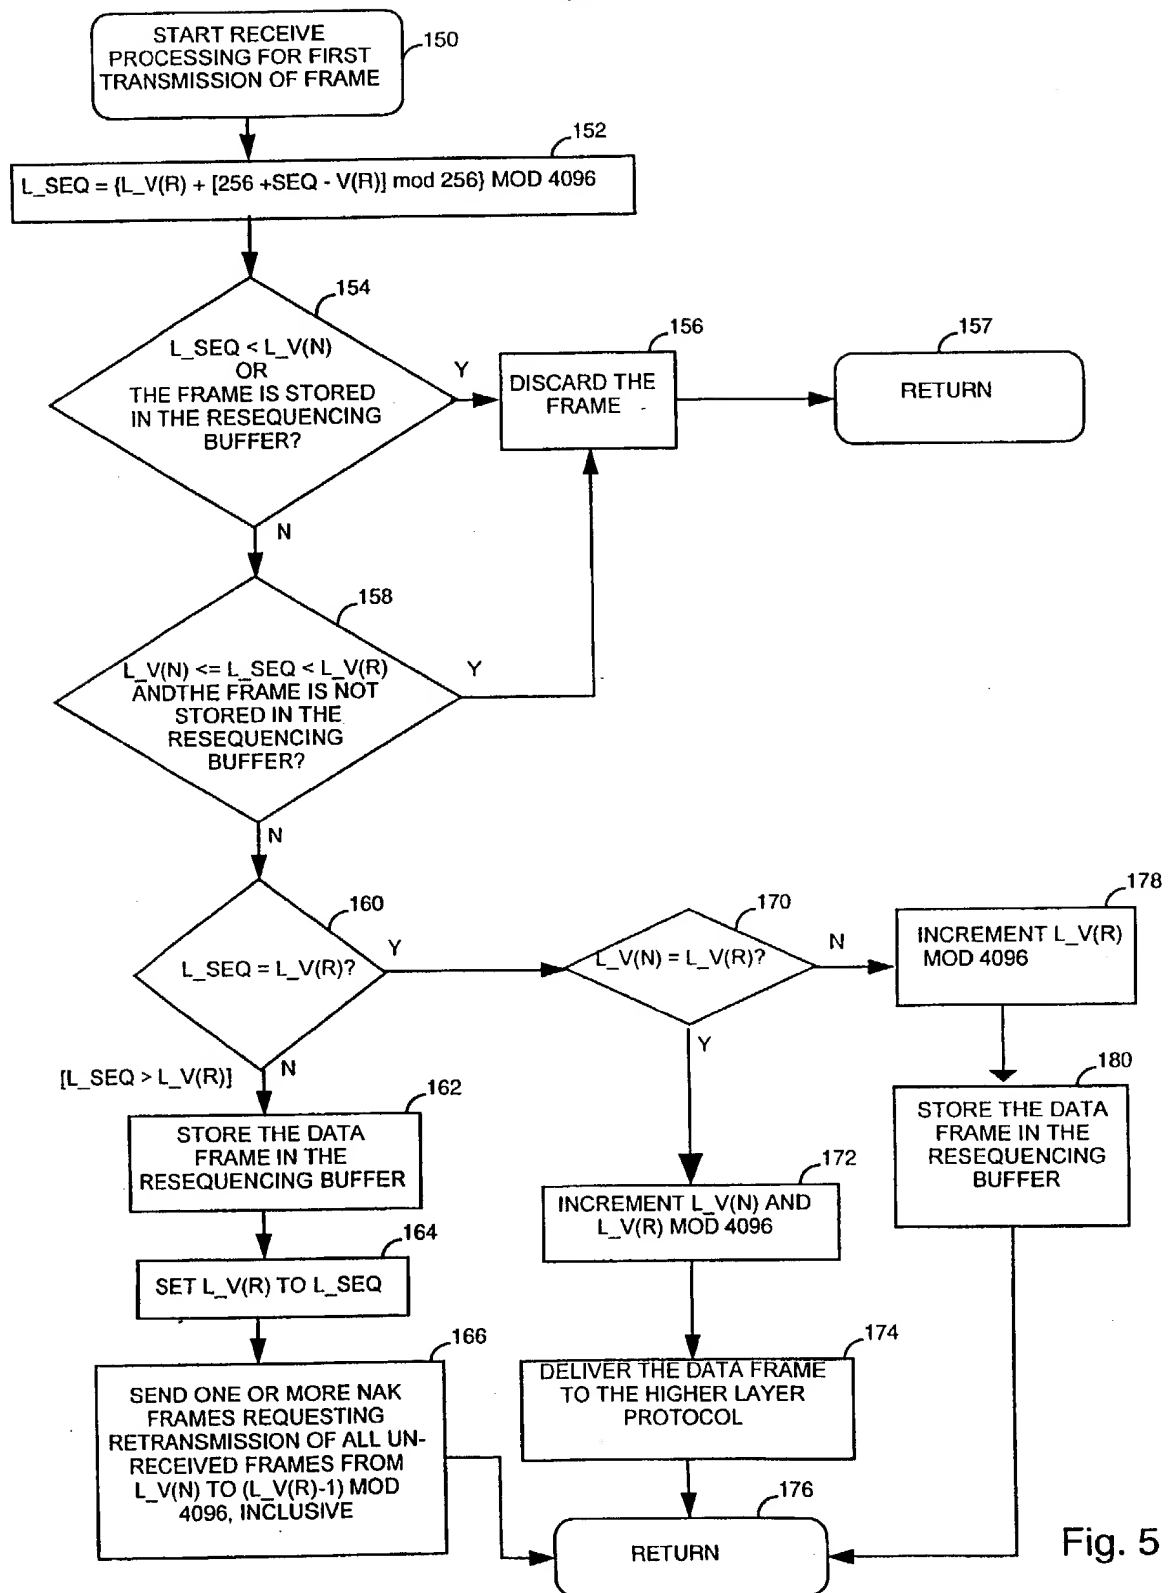 START RECEIVE
PROCESSING FOR FIRST
TRANSMISSION OF FRAME
150
152
L_SEQ = {L_V(R) + [256 +SEQ - V(R)] mod 256} MOD 4096
154
L_SEQ < L_V(N)
OR
THE FRAME IS STORED
IN THE RESEQUENCING
BUFFER?
Y
N
156
DISCARD THE
FRAME
157
RETURN
158
L_V(N) <= L_SEQ < L_V(R)
ANDTHE FRAME IS NOT
STORED IN THE
RESEQUENCING
BUFFER?
Y
N
160
L_SEQ = L_V(R)?
Y
N
[L_SEQ > L_V(R)]
170
L_V(N) = L_V(R)?
N
Y
178
INCREMENT L_V(R)
MOD 4096
180
STORE THE DATA
FRAME IN THE
RESEQUENCING
BUFFER
162
STORE THE DATA
FRAME IN THE
RESEQUENCING BUFFER
164
SET L_V(R) TO L_SEQ
166
SEND ONE OR MORE NAK
FRAMES REQUESTING
RETRANSMISSION OF ALL UN-
RECEIVED FRAMES FROM
L_V(N) TO (L_V(R)-1) MOD
4096, INCLUSIVE
172
INCREMENT L_V(N) AND
L_V(R) MOD 4096
174
DELIVER THE DATA FRAME
TO THE HIGHER LAYER
PROTOCOL
176
RETURN
Fig. 5